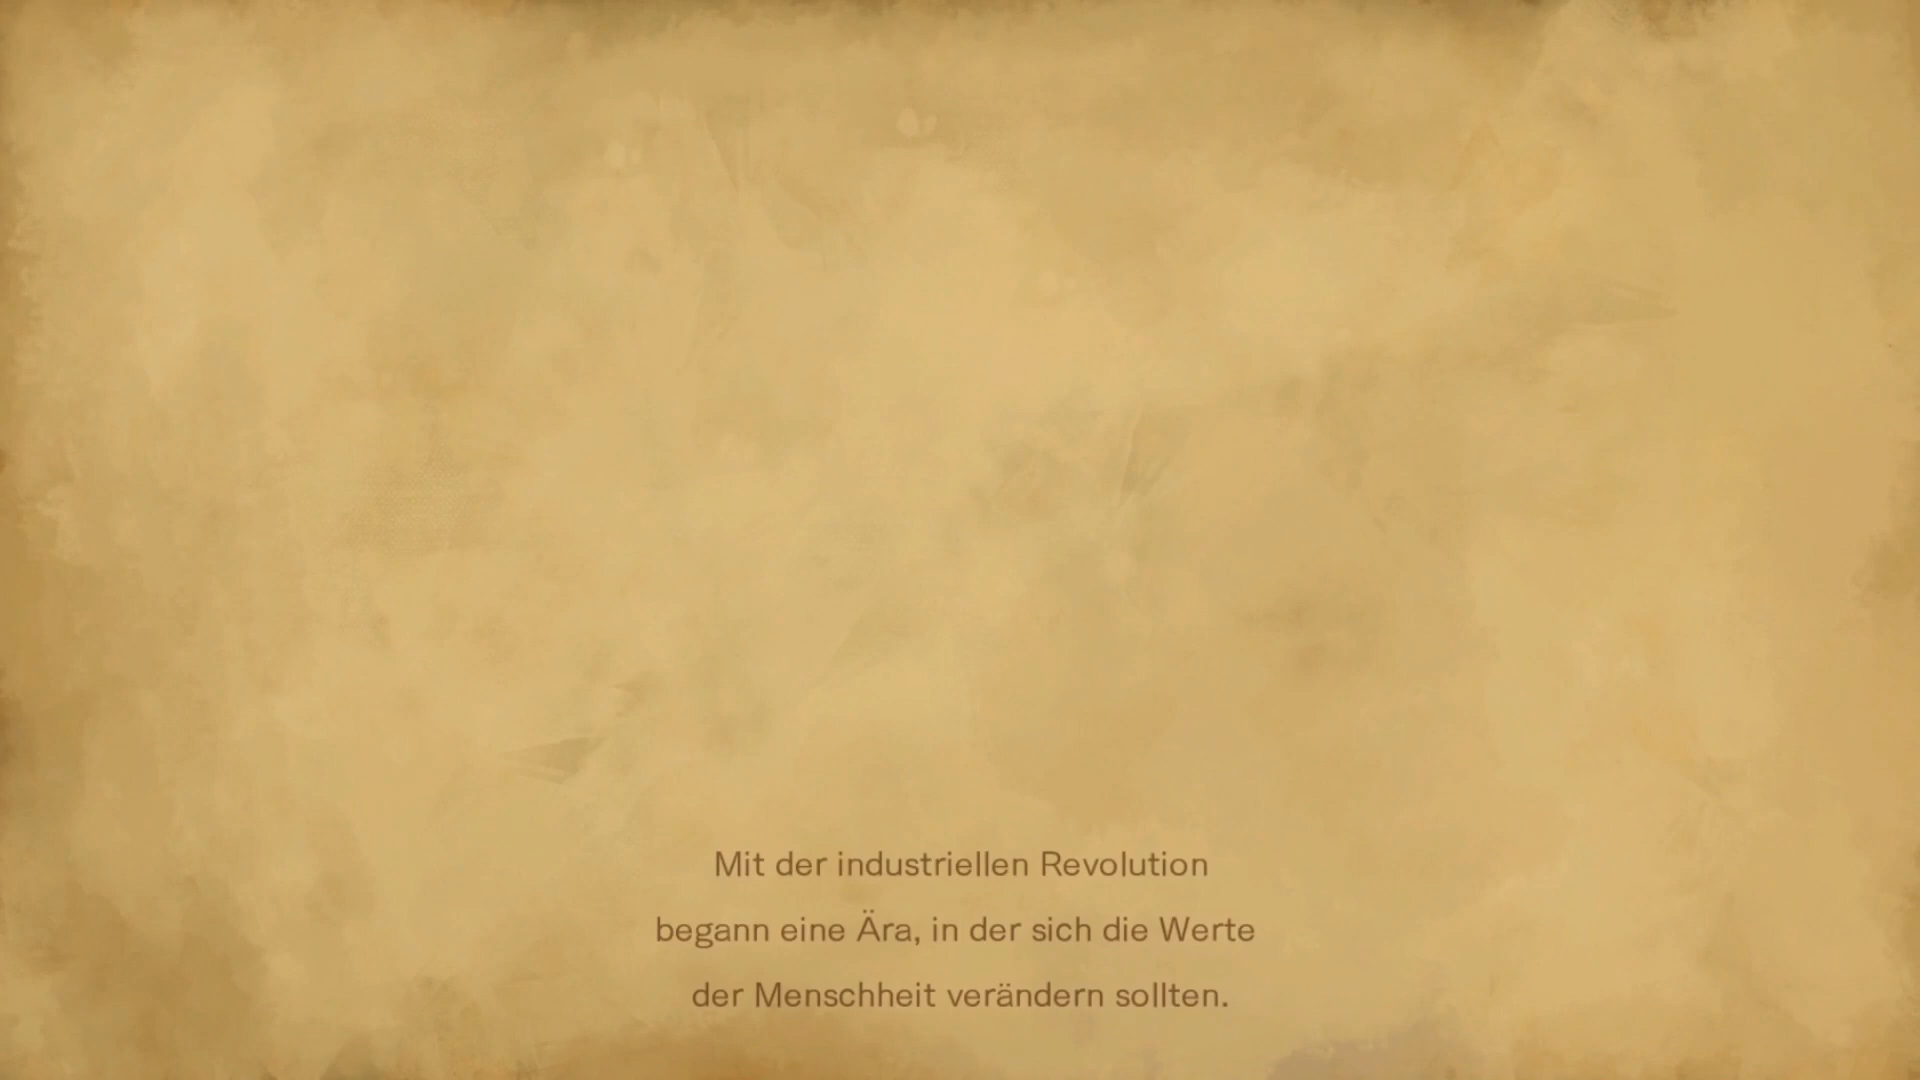 Mit der industriellen Revolution
begann eine Ära, in der sich die Werte
der Menschheit verändern sollten.